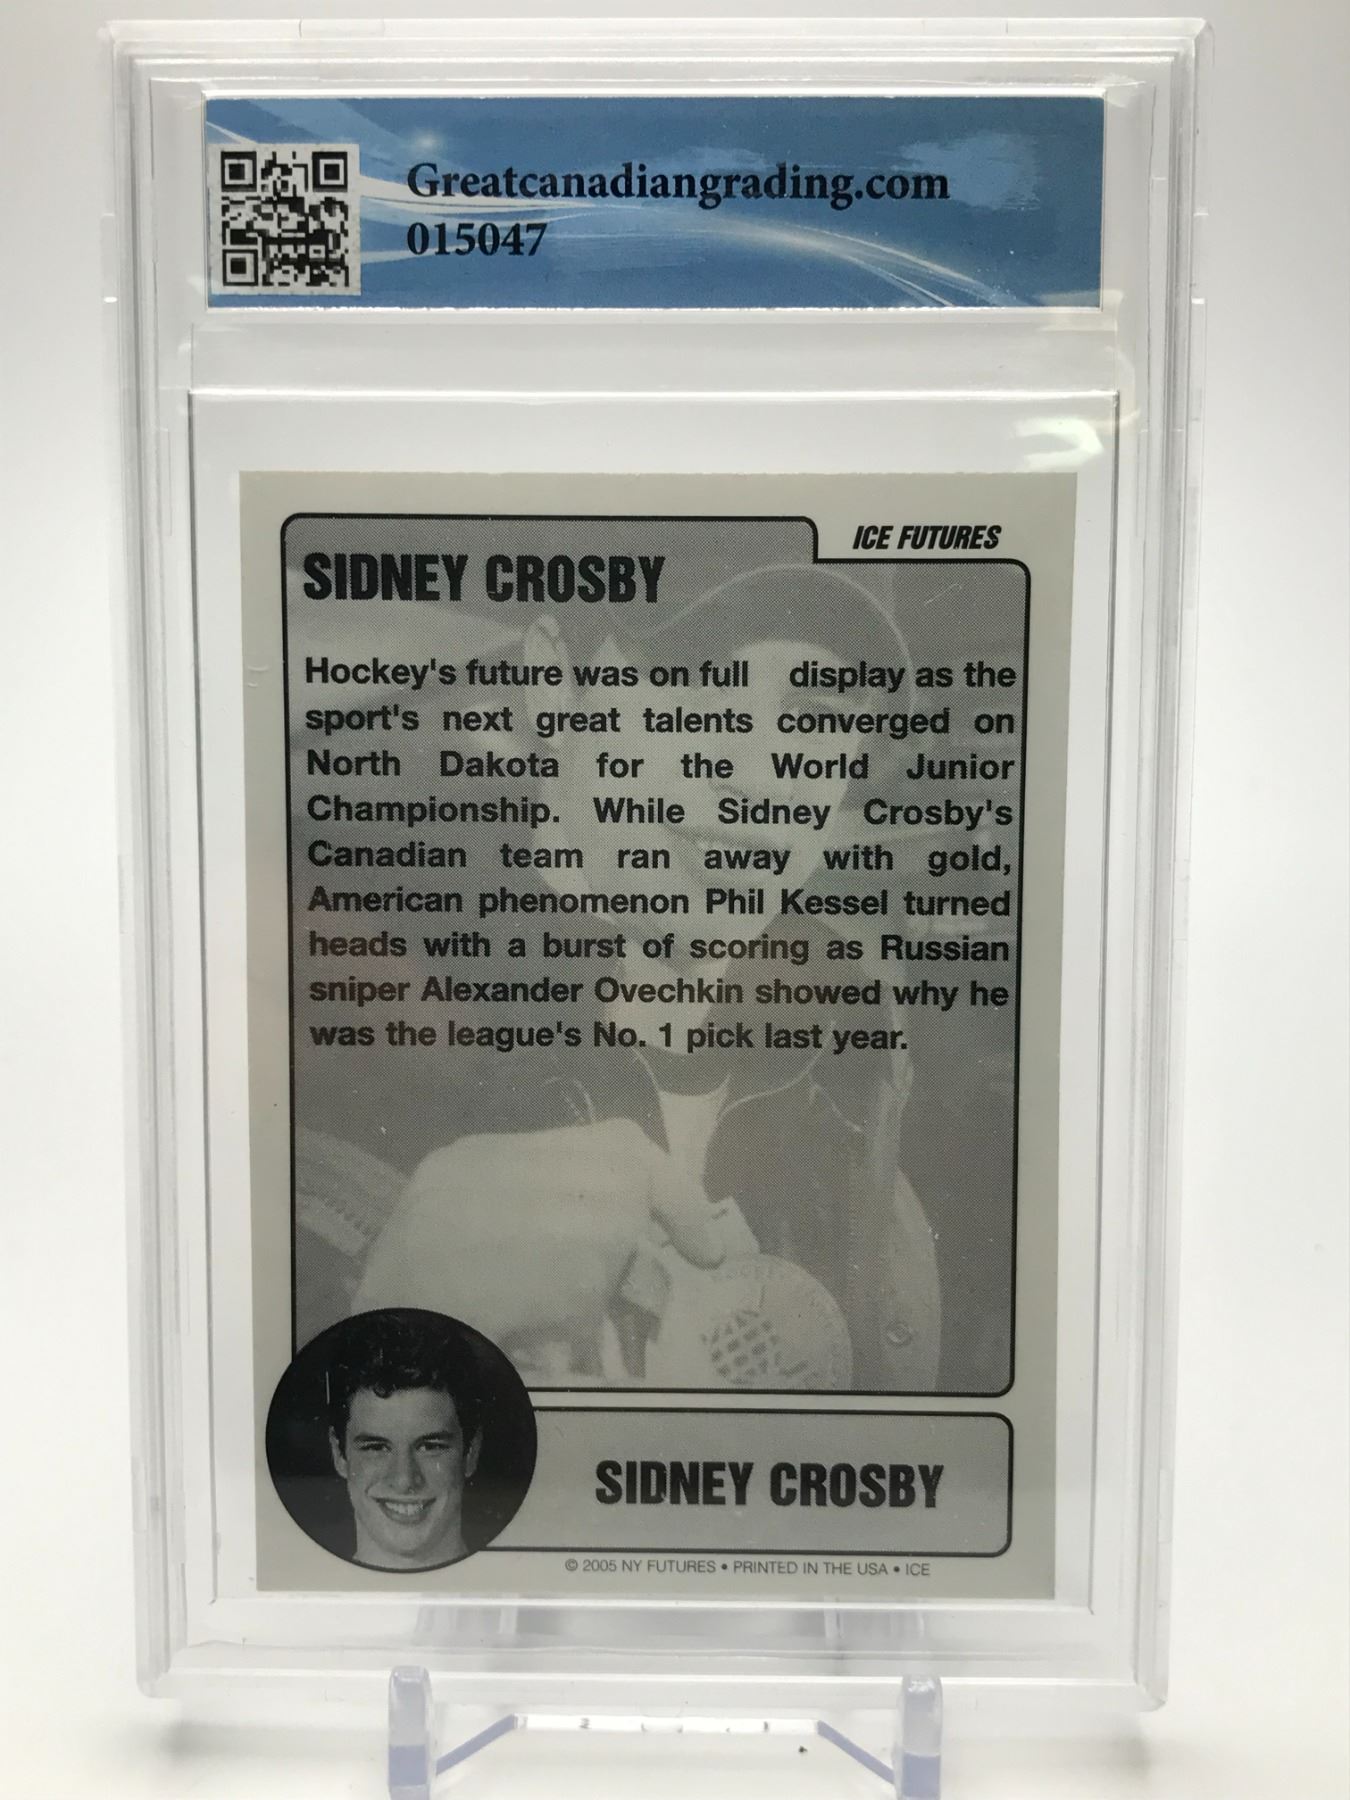 Greatcanadiangrading.com
015047
ICE FUTURES
SIDNEY CROSBY
Hockey's future was on full display as the
sport's next great talents converged on
North Dakota for the World Junior
Championship. While Sidney Crosby's
Canadian team ran away with gold,
American phenomenon Phil Kessel turned
heads with a burst of scoring as Russian
sniper Alexander Ovechkin showed why he
was the league's No. 1 pick last year.
SIDNEY CROSBY
© 2005 NY FUTURES • PRINTED IN THE USA • ICE